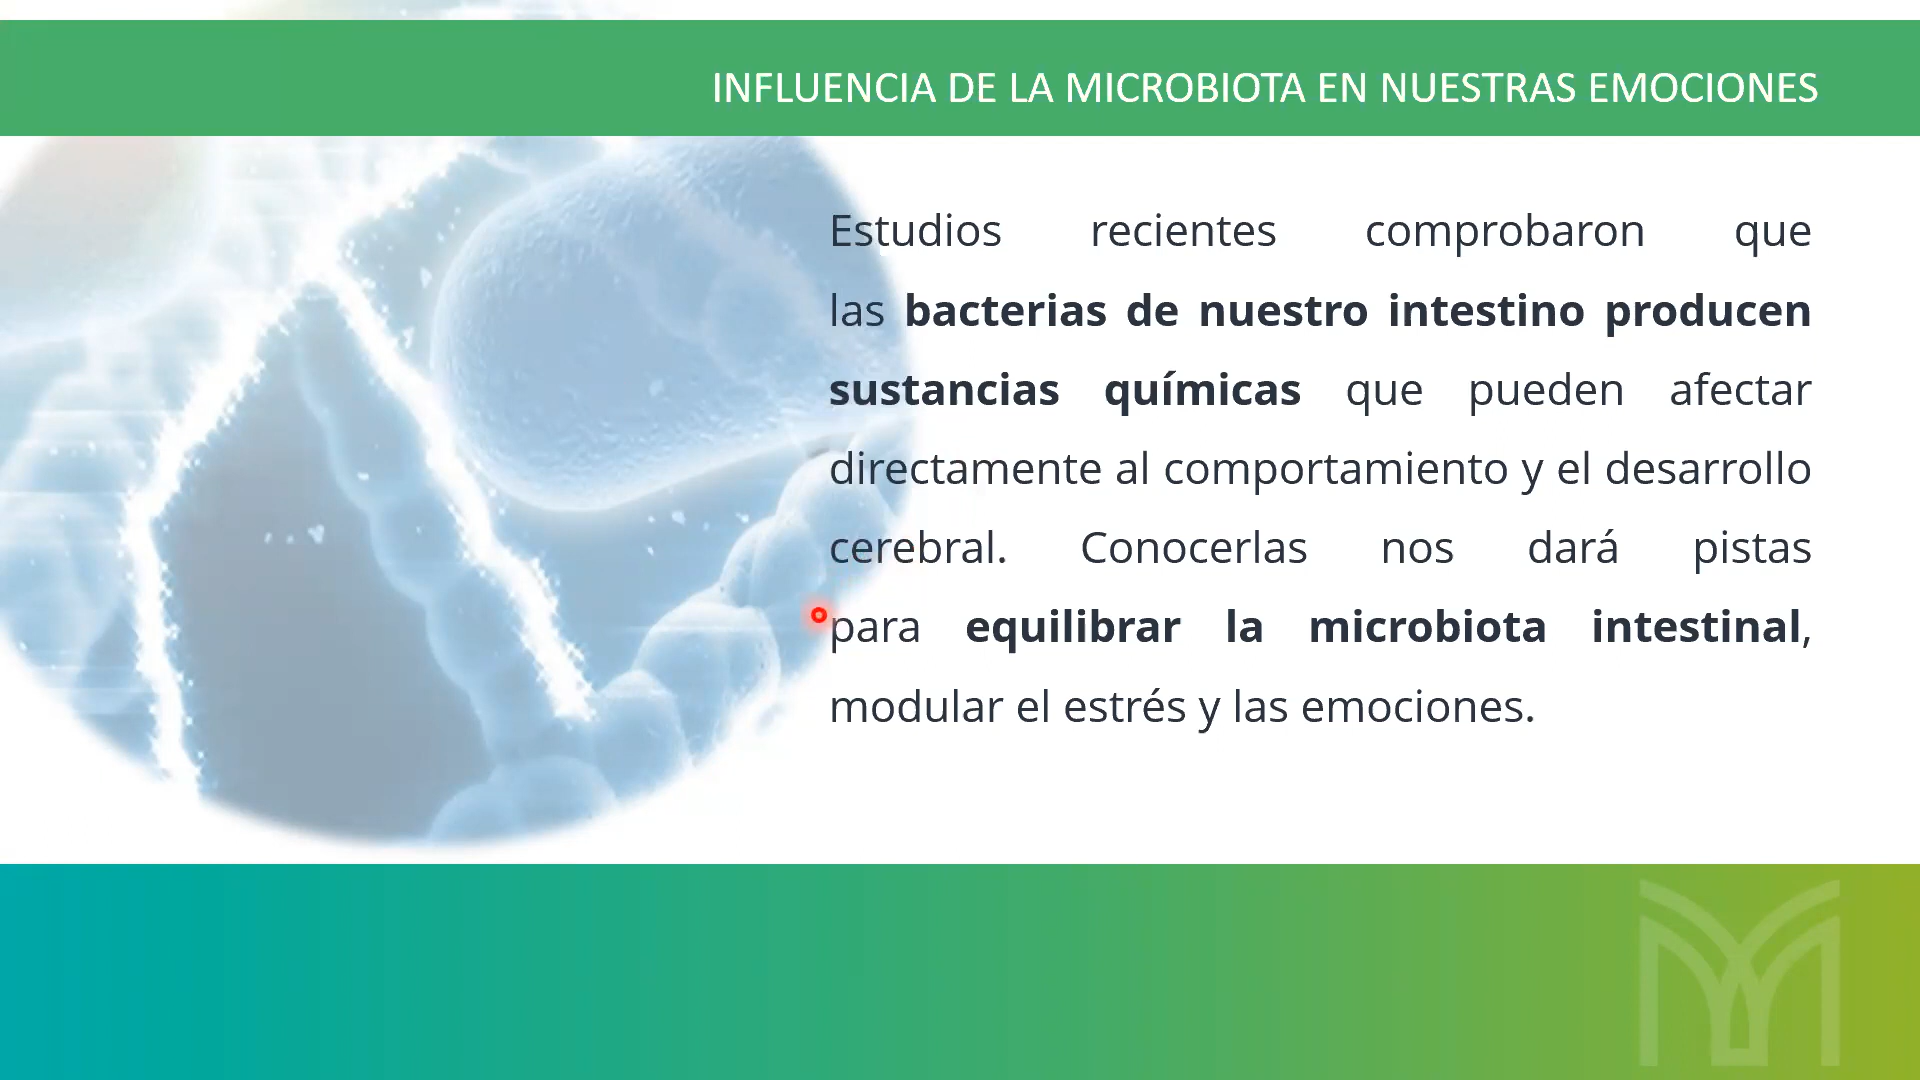 INFLUENCIA DE LA MICROBIOTA EN NUESTRAS EMOCIONES
Estudios recientes comprobaron que
las bacterias de nuestro intestino producen
sustancias químicas que pueden afectar
directamente al comportamiento y el desarrollo
cerebral. Conocerlas nos dará pistas
para equilibrar la microbiota intestinal,
modular el estrés y las emociones.